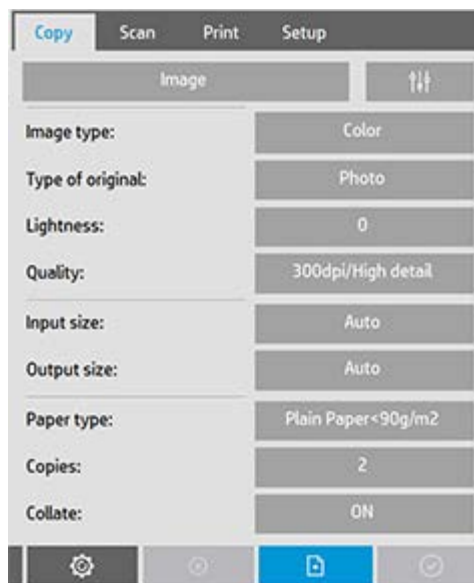 Copy Scan Print Setup
Image
Image type: Color
Type of original: Photo
Lightness: 0
Quality: 300dpi/High detail
Input size: Auto
Output size: Auto
Paper type: Plain Paper<90g/m2
Copies: 2
Collate: ON